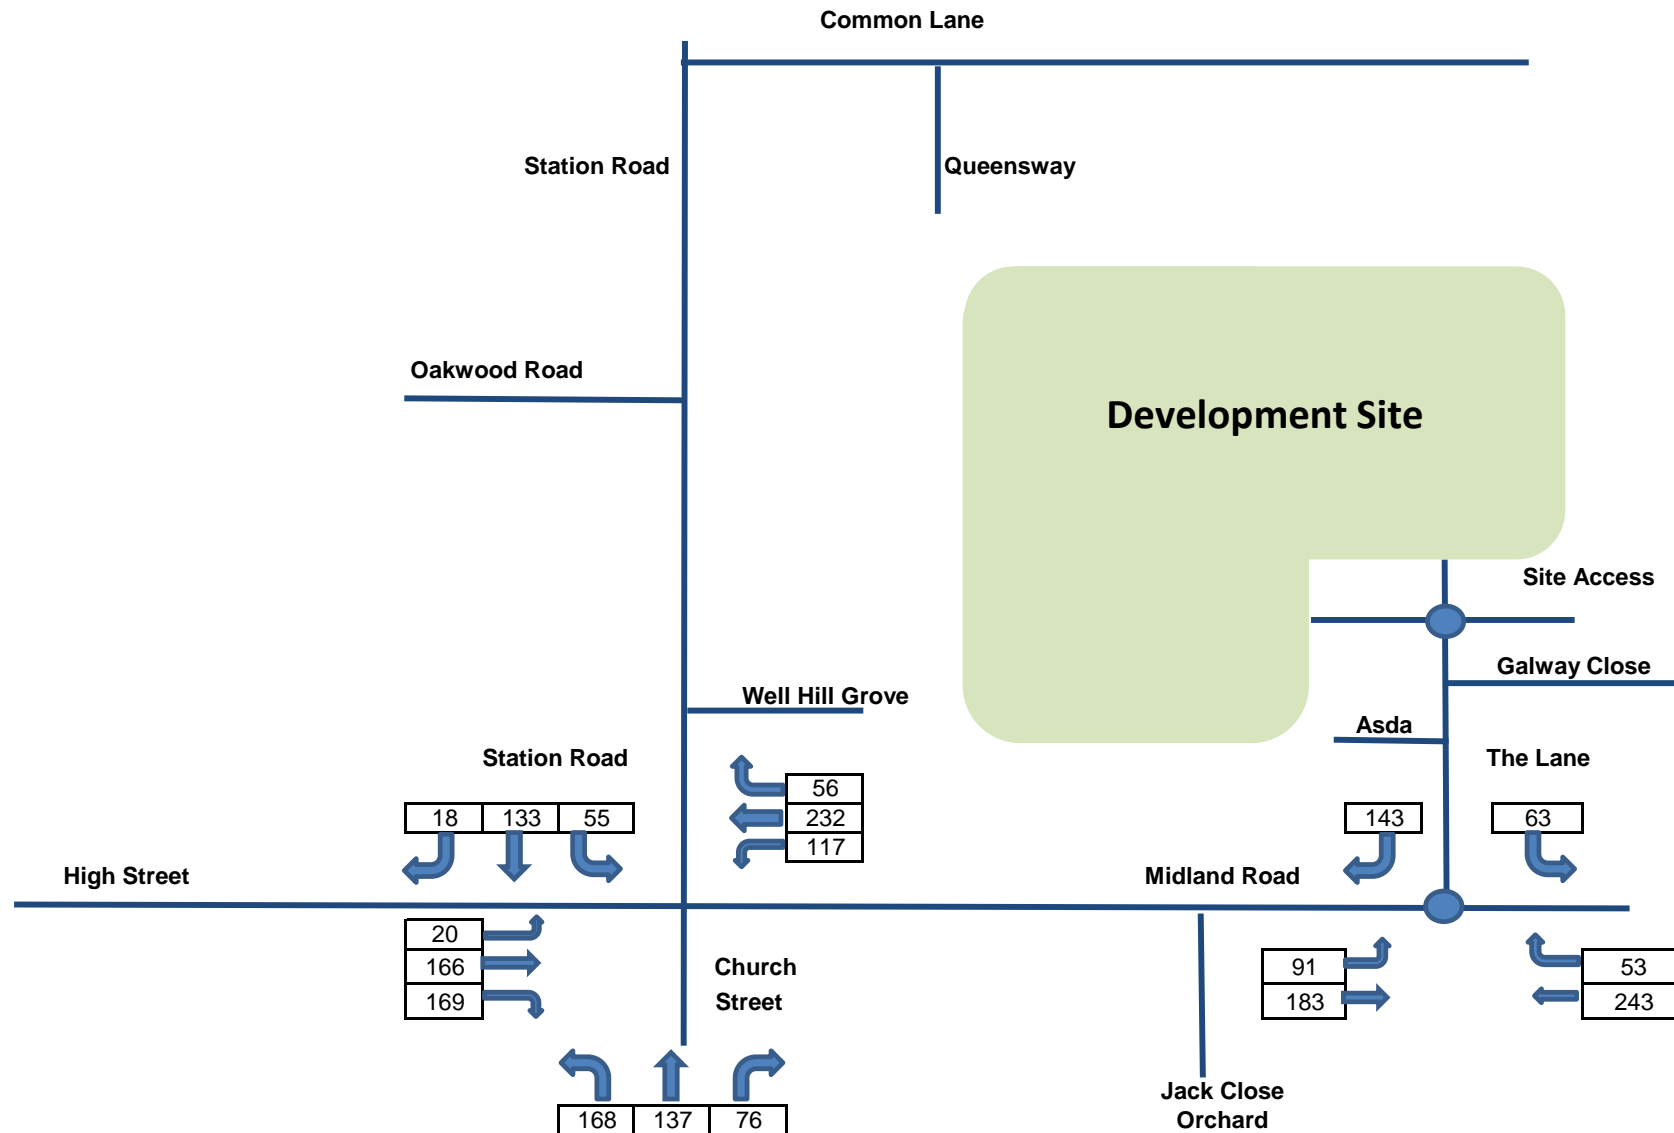 Common Lane
Station Road
Queensway
Oakwood Road
Development Site
Site Access
Galway Close
Well Hill Grove
Asda
Station Road
The Lane
56
232
117
18 133 55
143
63
High Street
Midland Road
20
166
169
Church
Street
91
183
53
243
168 137 76
Jack Close
Orchard